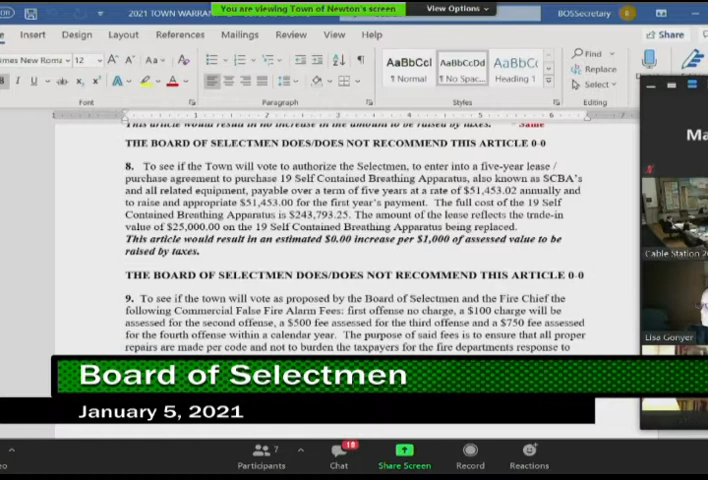 You are viewing Town of Newton's screen
View Options
2021 TOWN WARRA
BOSSecretary
B
Insert Design Layout References Mailings Review View Help
Share
imes New Roma 12
AaBbCcI AaBbCcDd AaBbC
¶ Normal ¶ No Spac... Heading 1
Find
Replace
Select
Font Paragraph Styles Editing
This article would result in no increase in the amount to be raised by taxes. Same
THE BOARD OF SELECTMEN DOES/DOES NOT RECOMMEND THIS ARTICLE 0-0
8. To see if the Town will vote to authorize the Selectmen, to enter into a five-year lease /
purchase agreement to purchase 19 Self Contained Breathing Apparatus, also known as SCBA's
and all related equipment, payable over a term of five years at a rate of $51,453.02 annually and
to raise and appropriate $51,453.00 for the first year's payment. The full cost of the 19 Self
Contained Breathing Apparatus is $243,793.25. The amount of the lease reflects the trade-in
value of $25,000.00 on the 19 Self Contained Breathing Apparatus being replaced.
This article would result in an estimated $0.00 increase per $1,000 of assessed value to be
raised by taxes.
THE BOARD OF SELECTMEN DOES/DOES NOT RECOMMEND THIS ARTICLE 0-0
9. To see if the town will vote as proposed by the Board of Selectmen and the Fire Chief the
following Commercial False Fire Alarm Fees: first offense no charge, a $100 charge will be
assessed for the second offense, a $500 fee assessed for the third offense and a $750 fee assessed
for the fourth offense within a calendar year. The purpose of said fees is to ensure that all proper
repairs are made per code and not to burden the taxpayers for the fire departments response to
Ma
Cable Station 2
Lisa Gonyer
Board of Selectmen
January 5, 2021
7
18
Participants Chat Share Screen Record Reactions